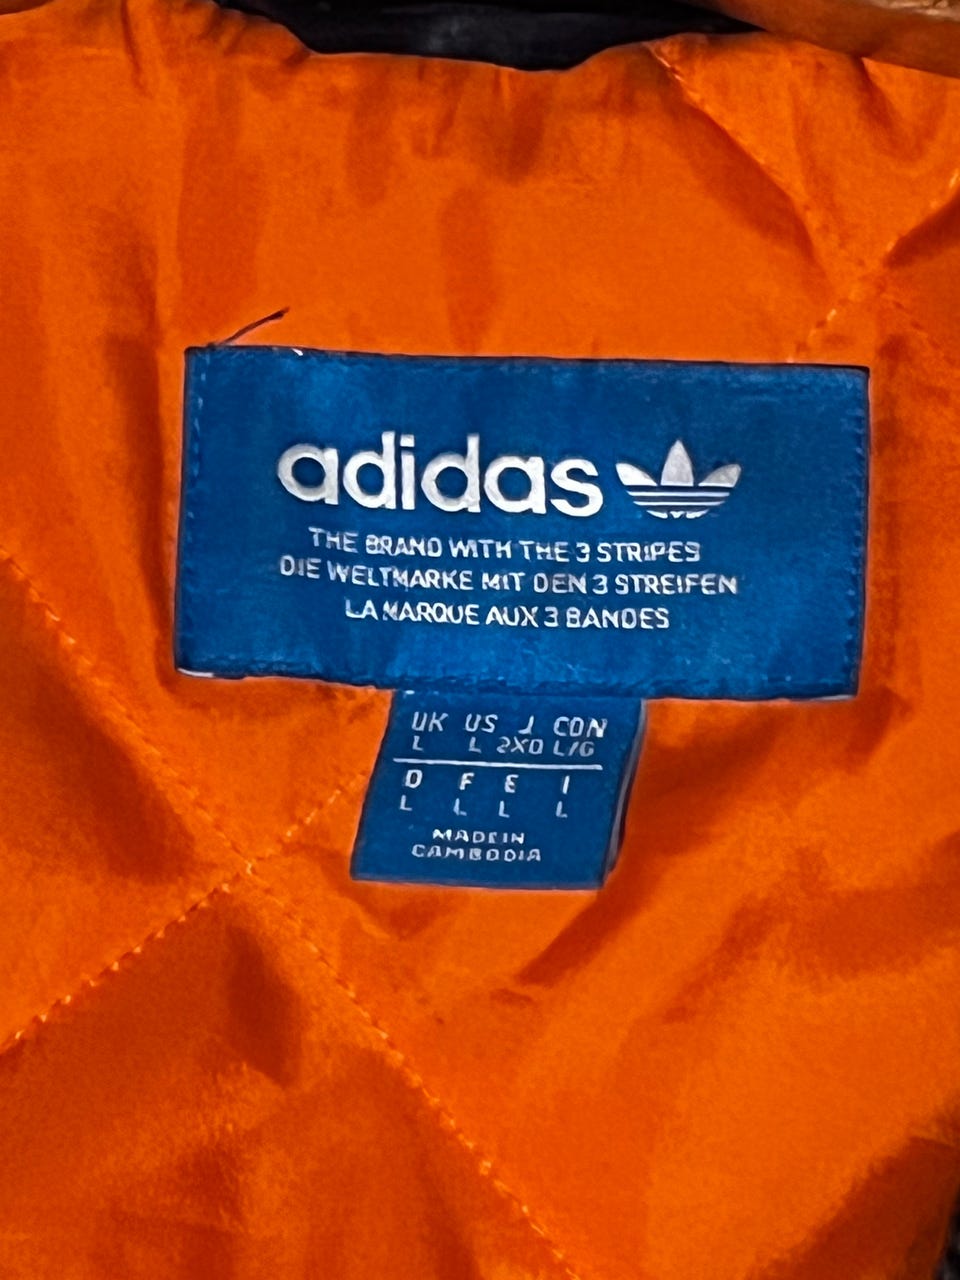 adidas
THE BRAND WITH THE 3 STRIPES
DIE WELTMARKE MIT DEN 3 STREIFEN
LA MARQUE AUX 3 BANDES
UK US J CDN
L L 2XO L/G
D F E I
L L L L
MADE IN
CAMBODIA